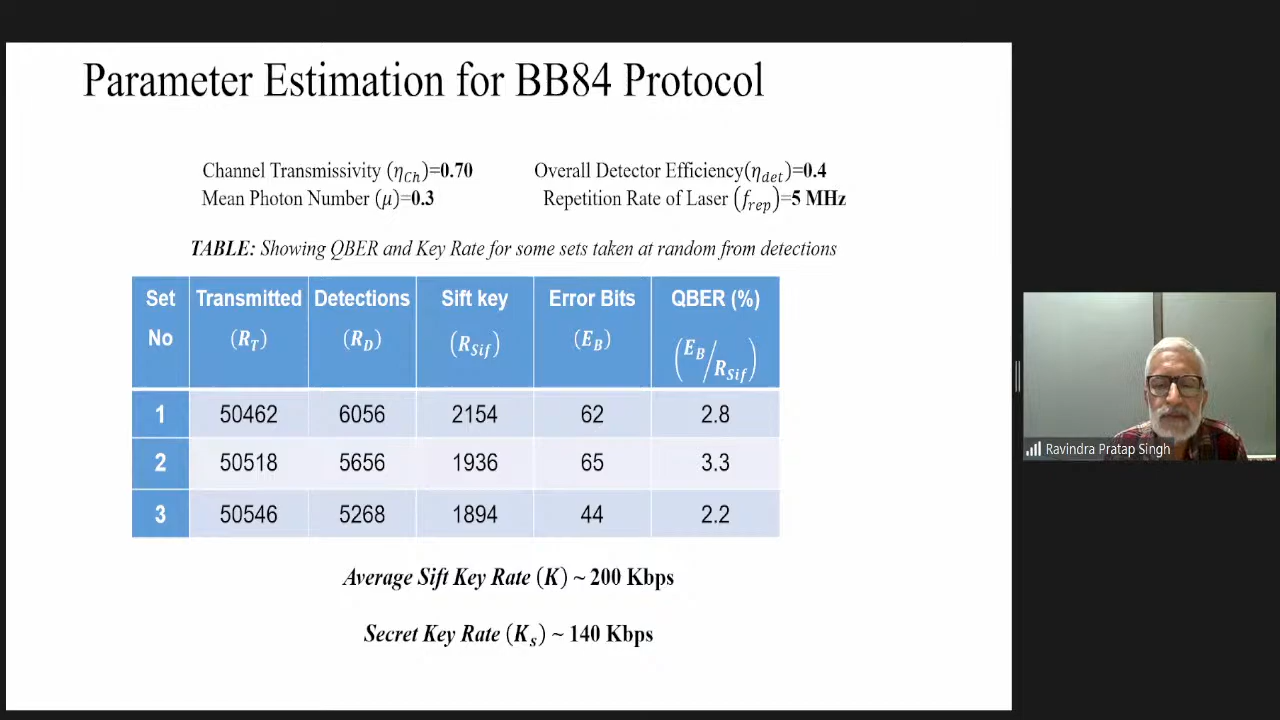 Parameter Estimation for BB84 Protocol
Channel Transmissivity (η_Ch)=0.70 Overall Detector Efficiency(η_det)=0.4
Mean Photon Number (μ)=0.3 Repetition Rate of Laser (f_rep)=5 MHz
TABLE: Showing QBER and Key Rate for some sets taken at random from detections
Set No Transmitted (R_T) Detections (R_D) Sift key (R_Sif) Error Bits (E_B) QBER (%) (E_B/R_Sif)
1 50462 6056 2154 62 2.8
2 50518 5656 1936 65 3.3
3 50546 5268 1894 44 2.2
Average Sift Key Rate (K) ~ 200 Kbps
Secret Key Rate (K_s) ~ 140 Kbps
Ravindra Pratap Singh